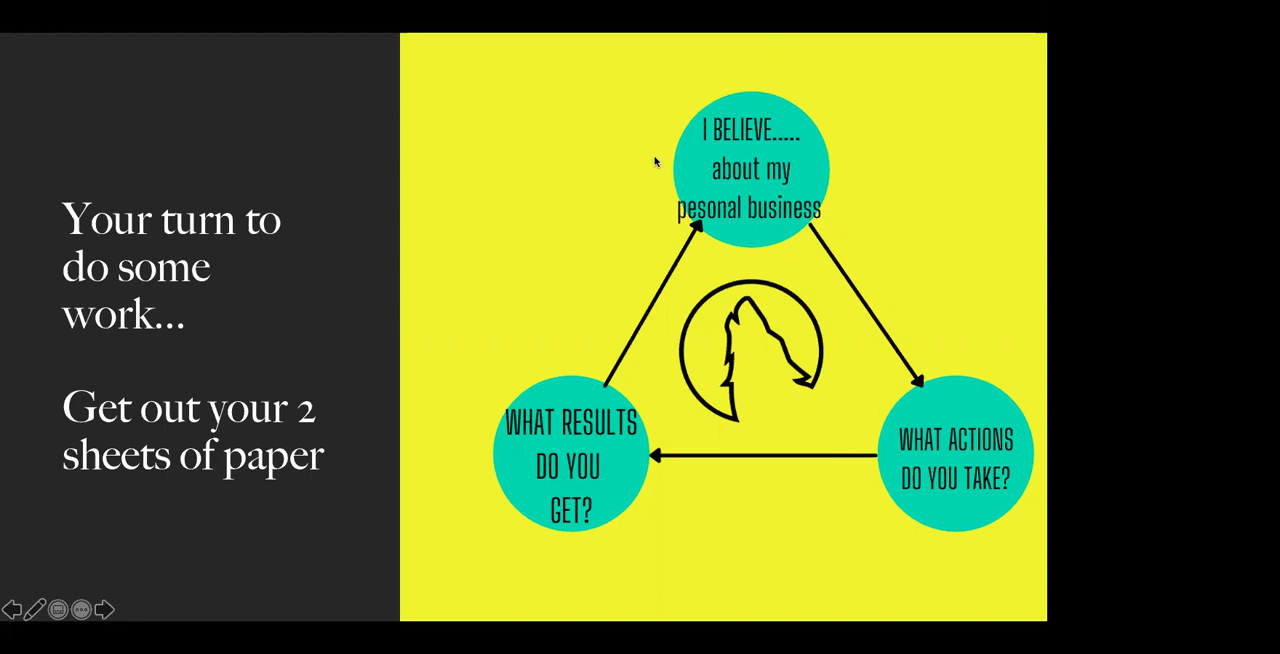 Your turn to
do some
work...
Get out your 2
sheets of paper
I BELIEVE.....
about my
pesonal business
WHAT RESULTS
DO YOU
GET?
WHAT ACTIONS
DO YOU TAKE?